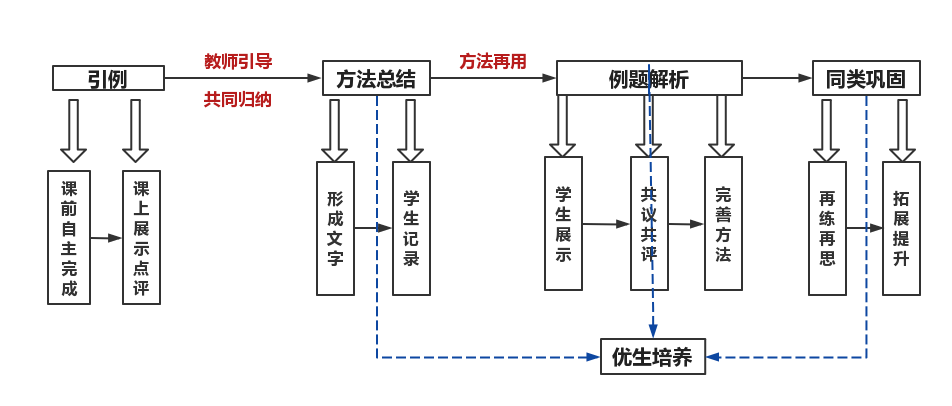 教师引导
方法再用
引例
方法总结
例题解析
同类巩固
共同归纳
课前自主完成
课上展示点评
形成文字
学生记录
学生展示
共议共评
完善方法
再练再思
拓展提升
优生培养